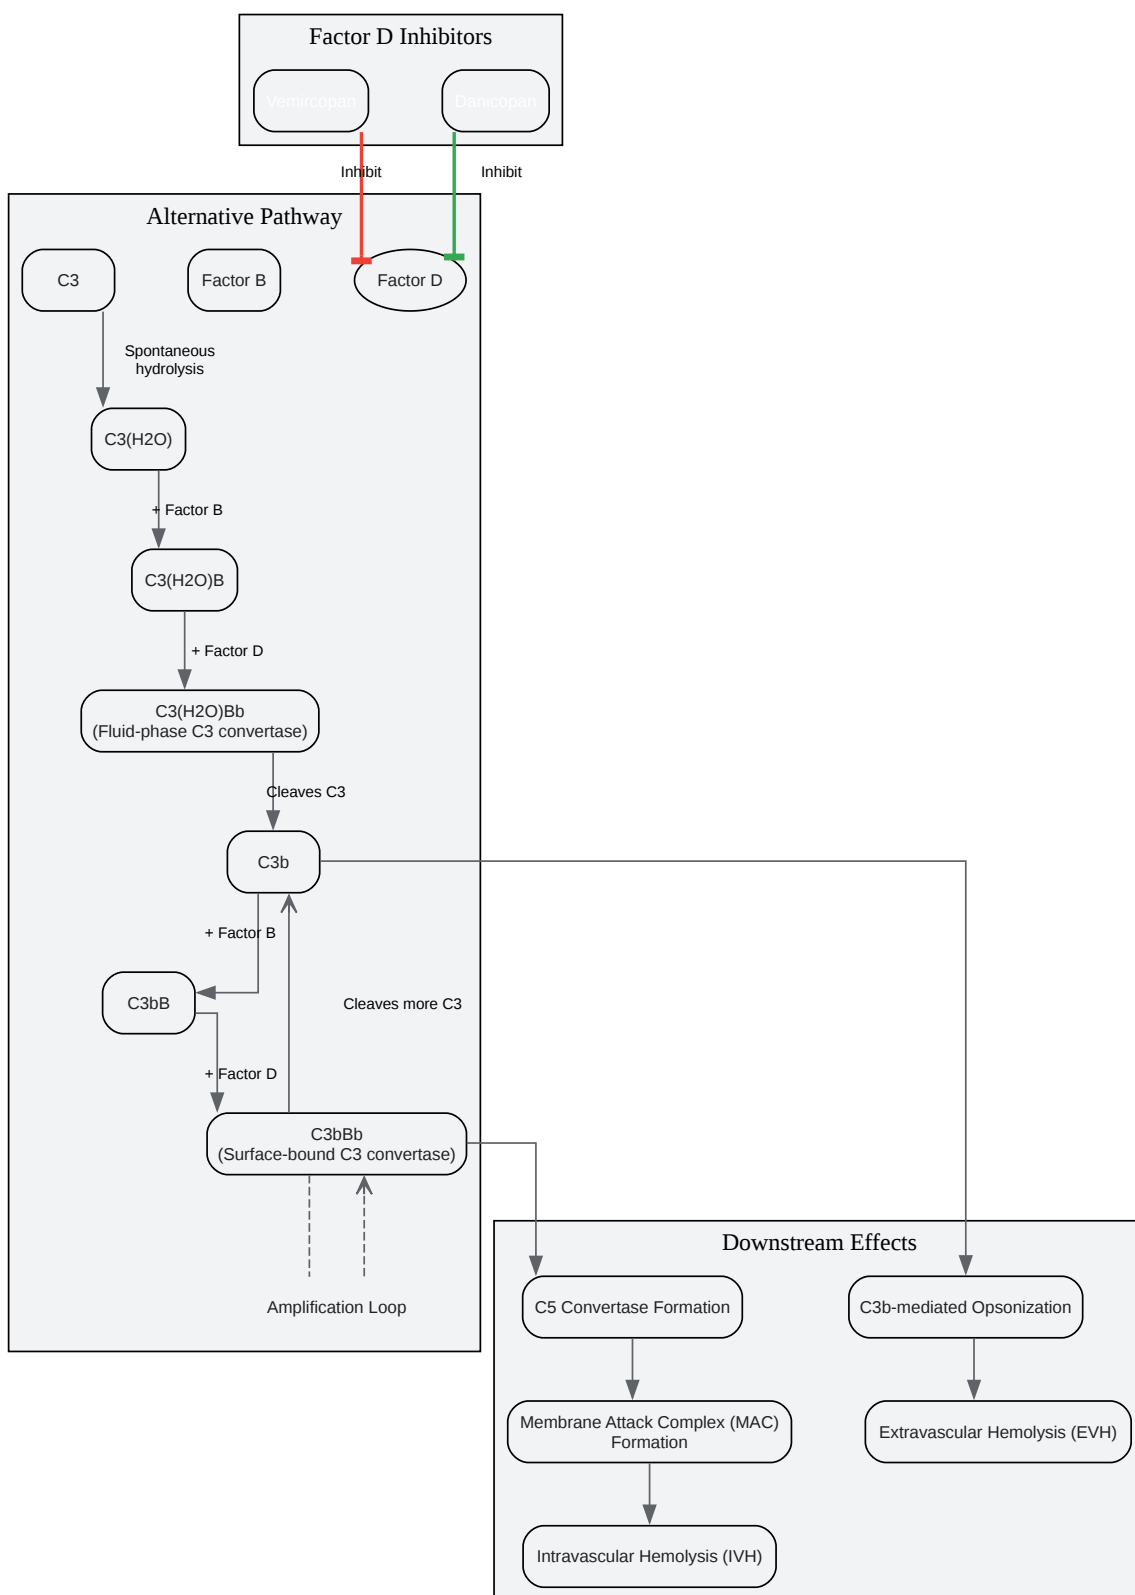 Factor D Inhibitors
Vemircopan
Danicopan
Inhibit
Inhibit
Alternative Pathway
C3
Factor B
Factor D
Spontaneous
hydrolysis
C3(H2O)
+ Factor B
C3(H2O)B
+ Factor D
C3(H2O)Bb
(Fluid-phase C3 convertase)
Cleaves C3
C3b
+ Factor B
C3bB
Cleaves more C3
+ Factor D
C3bBb
(Surface-bound C3 convertase)
Amplification Loop
Downstream Effects
C5 Convertase Formation
C3b-mediated Opsonization
Membrane Attack Complex (MAC)
Formation
Extravascular Hemolysis (EVH)
Intravascular Hemolysis (IVH)